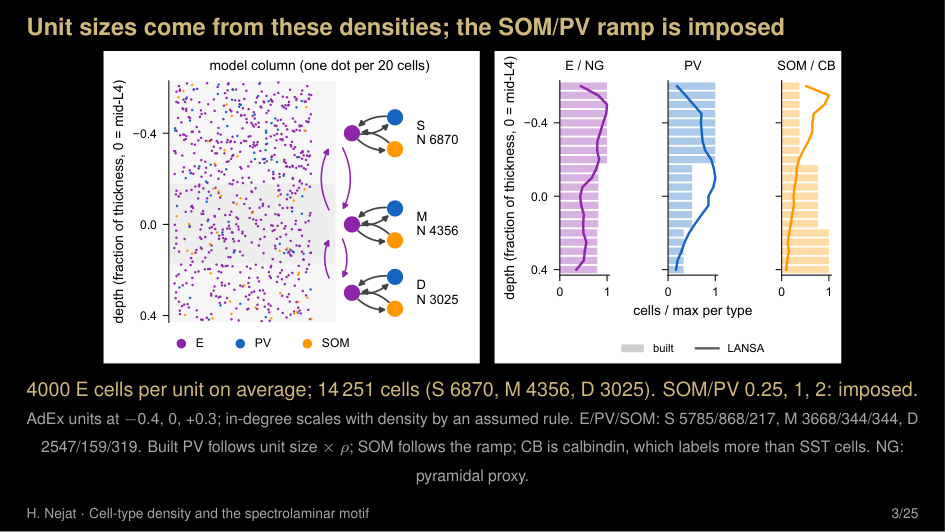 Unit sizes come from these densities; the SOM/PV ramp is imposed
model column (one dot per 20 cells)
depth (fraction of thickness, 0 = mid-L4)
−0.4
0.0
0.4
S
N 6870
M
N 4356
D
N 3025
E
PV
SOM
E / NG
PV
SOM / CB
depth (fraction of thickness, 0 = mid-L4)
−0.4
0.0
0.4
0 1
0 1
0 1
cells / max per type
built
LANSA
4000 E cells per unit on average; 14 251 cells (S 6870, M 4356, D 3025). SOM/PV 0.25, 1, 2: imposed.
AdEx units at −0.4, 0, +0.3; in-degree scales with density by an assumed rule. E/PV/SOM: S 5785/868/217, M 3668/344/344, D
2547/159/319. Built PV follows unit size × ρ; SOM follows the ramp; CB is calbindin, which labels more than SST cells. NG:
pyramidal proxy.
H. Nejat · Cell-type density and the spectrolaminar motif
3/25